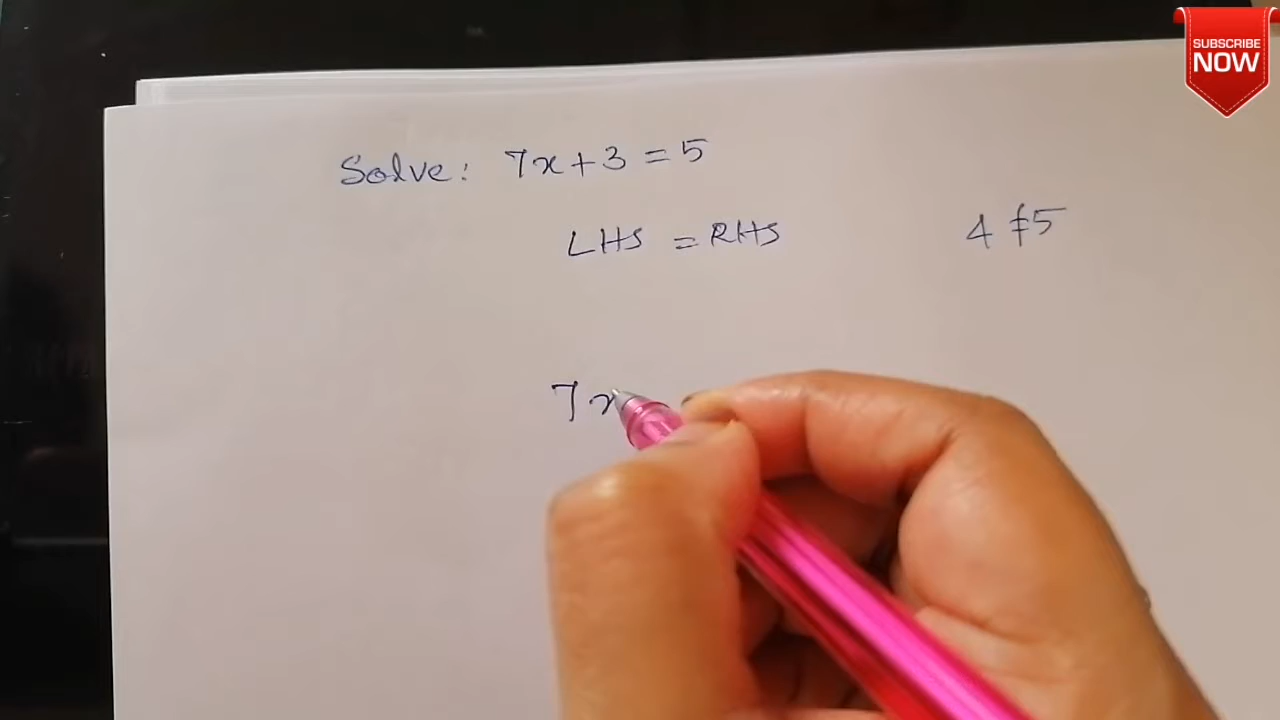 SUBSCRIBE
NOW
Solve: 7x+3=5
LHS = RHS
4 ≠ 5
7x